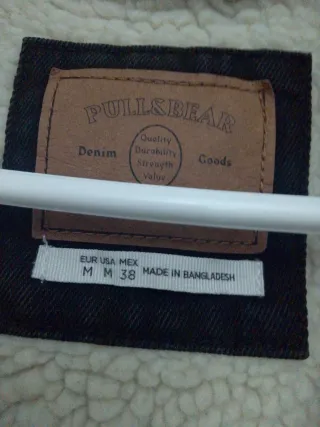 PULL&BEAR
Denim
Quality
Durability
Strength
Value
Goods
EUR USA MEX
M M 38 MADE IN BANGLADESH